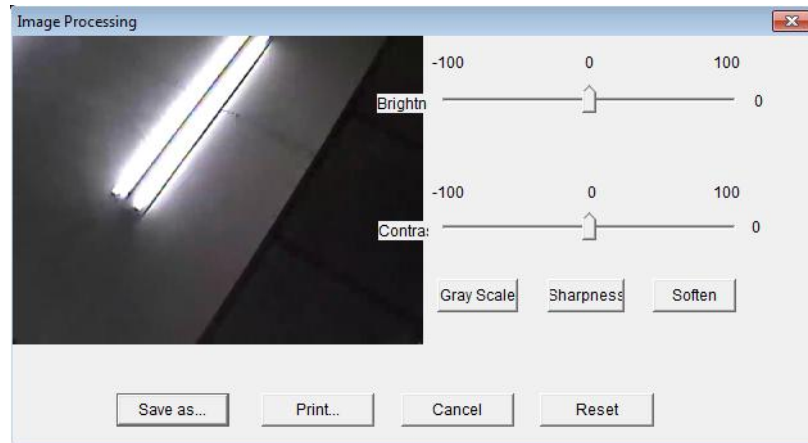 Image Processing
-100 0 100
Brightn 0
-100 0 100
Contra 0
Gray Scale Sharpness Soften
Save as... Print... Cancel Reset